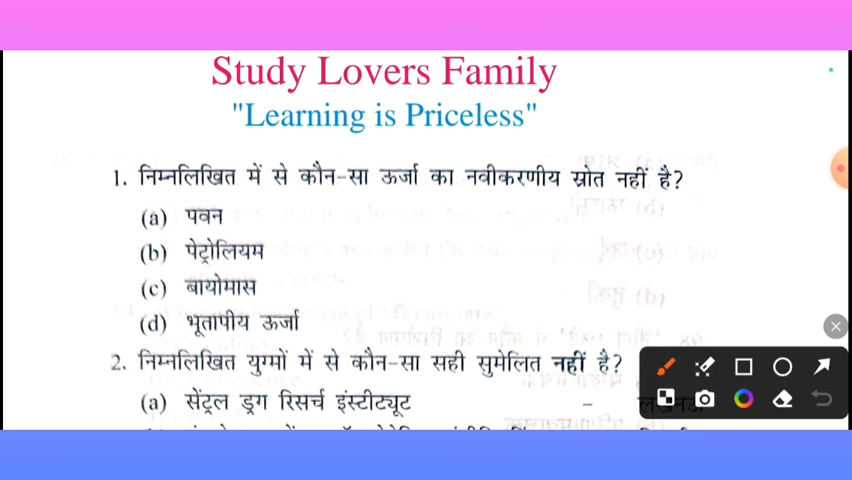 Study Lovers Family
"Learning is Priceless"
1. निम्नलिखित में से कौन-सा ऊर्जा का नवीकरणीय स्रोत नहीं है?
(a) पवन
(b) पेट्रोलियम
(c) बायोमास
(d) भूतापीय ऊर्जा
2. निम्नलिखित युग्मों में से कौन-सा सही सुमेलित नहीं है?
(a) सेंट्रल ड्रग रिसर्च इंस्टीट्यूट –